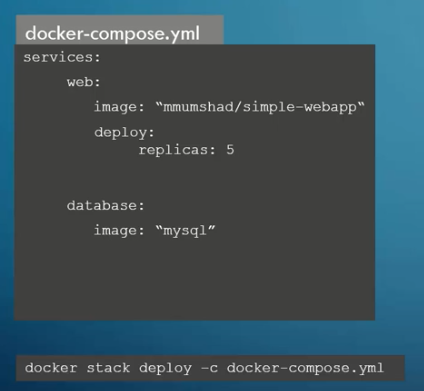 docker-compose.yml
services:
web:
image: “mmumshad/simple-webapp“
deploy:
replicas: 5
database:
image: “mysql”
docker stack deploy -c docker-compose.yml